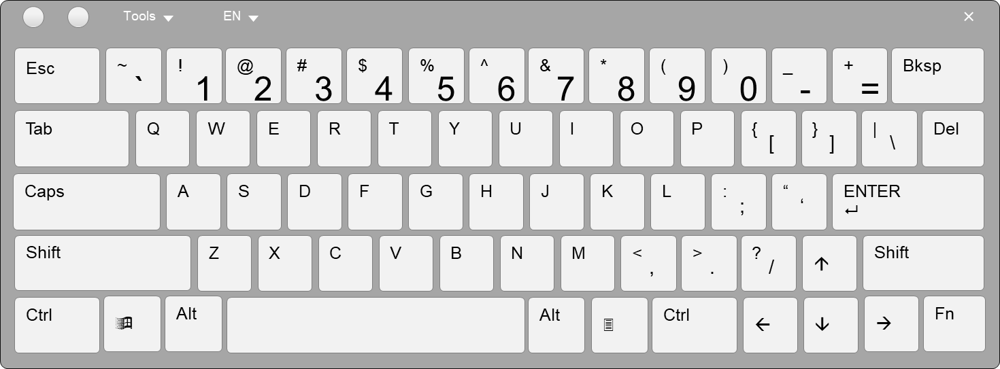 Tools EN ×
Esc ~ ` ! 1 @ 2 # 3 $ 4 % 5 ^ 6 & 7 * 8 ( 9 ) 0 _ - + = Bksp
Tab Q W E R T Y U I O P { [ } ] | \ Del
Caps A S D F G H J K L : ; “ ‘ ENTER ↵
Shift Z X C V B N M < , > . ? / ↑ Shift
Ctrl Alt Alt Ctrl ← ↓ → Fn